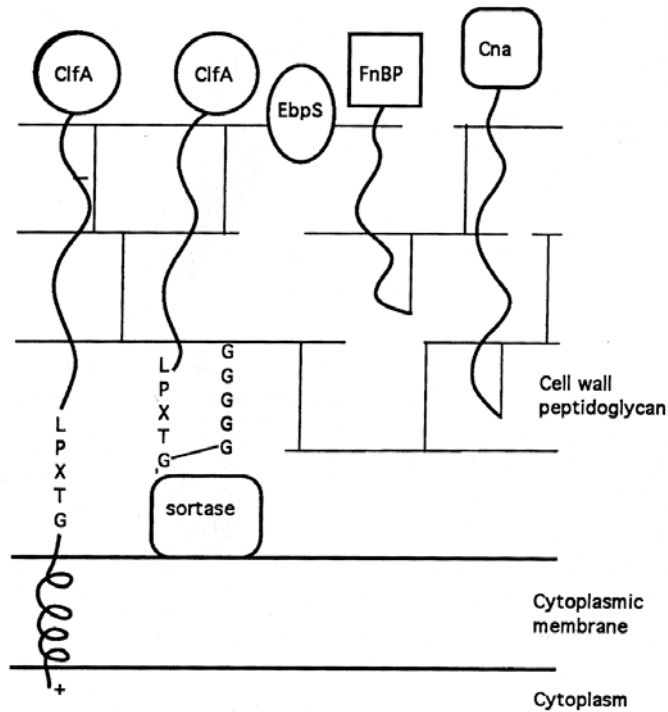 ClfA
ClfA
EbpS
FnBP
Cna
L
P
X
T
G
L
P
X
T
G
G
G
G
G
G
sortase
Cell wall
peptidoglycan
Cytoplasmic
membrane
+
Cytoplasm